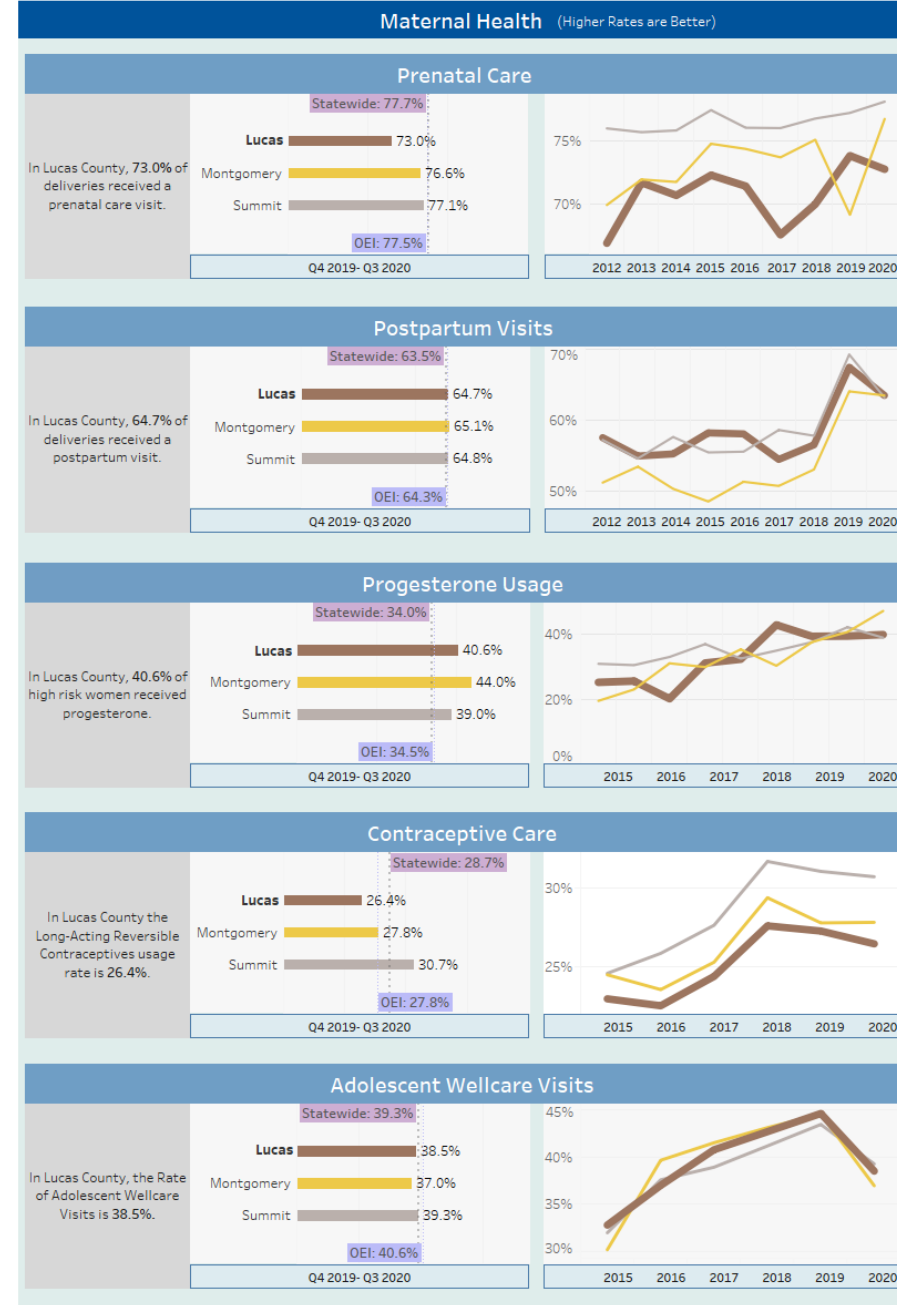 Maternal Health (Higher Rates are Better)
Prenatal Care
In Lucas County, 73.0% of
deliveries received a
prenatal care visit.
Statewide: 77.7%
Lucas 73.0%
Montgomery 76.6%
Summit 77.1%
OEI: 77.5%
Q4 2019- Q3 2020
75%
70%
2012 2013 2014 2015 2016 2017 2018 2019 2020
Postpartum Visits
In Lucas County, 64.7% of
deliveries received a
postpartum visit.
Statewide: 63.5%
Lucas 64.7%
Montgomery 65.1%
Summit 64.8%
OEI: 64.3%
Q4 2019- Q3 2020
70%
60%
50%
2012 2013 2014 2015 2016 2017 2018 2019 2020
Progesterone Usage
In Lucas County, 40.6% of
high risk women received
progesterone.
Statewide: 34.0%
Lucas 40.6%
Montgomery 44.0%
Summit 39.0%
OEI: 34.5%
Q4 2019- Q3 2020
40%
20%
0%
2015 2016 2017 2018 2019 2020
Contraceptive Care
In Lucas County the
Long-Acting Reversible
Contraceptives usage
rate is 26.4%.
Statewide: 28.7%
Lucas 26.4%
Montgomery 27.8%
Summit 30.7%
OEI: 27.8%
Q4 2019- Q3 2020
30%
25%
2015 2016 2017 2018 2019 2020
Adolescent Wellcare Visits
In Lucas County, the Rate
of Adolescent Wellcare
Visits is 38.5%.
Statewide: 39.3%
Lucas 38.5%
Montgomery 37.0%
Summit 39.3%
OEI: 40.6%
Q4 2019- Q3 2020
45%
40%
35%
30%
2015 2016 2017 2018 2019 2020